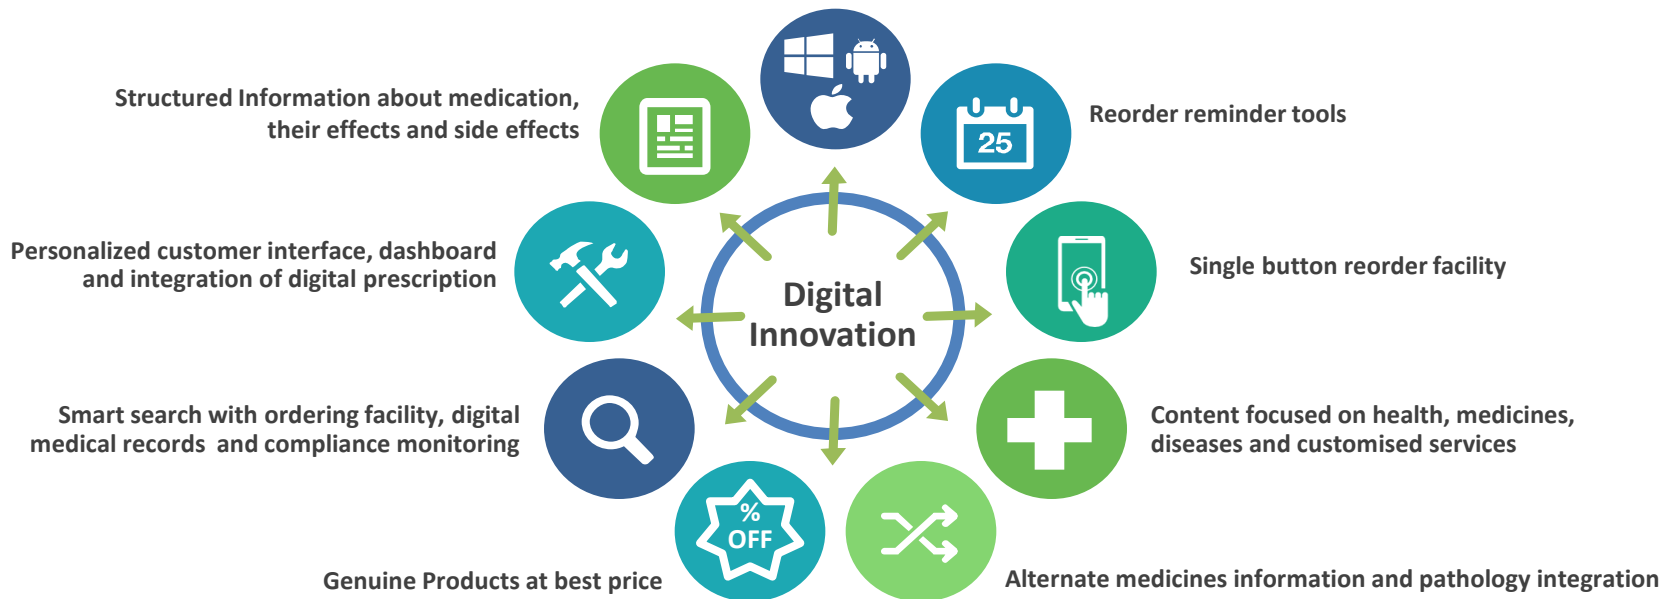 Structured Information about medication,
their effects and side effects
25
Reorder reminder tools
Personalized customer interface, dashboard
and integration of digital prescription
Digital
Innovation
Single button reorder facility
Smart search with ordering facility, digital
medical records  and compliance monitoring
Content focused on health, medicines,
diseases and customised services
%
OFF
Genuine Products at best price
Alternate medicines information and pathology integration